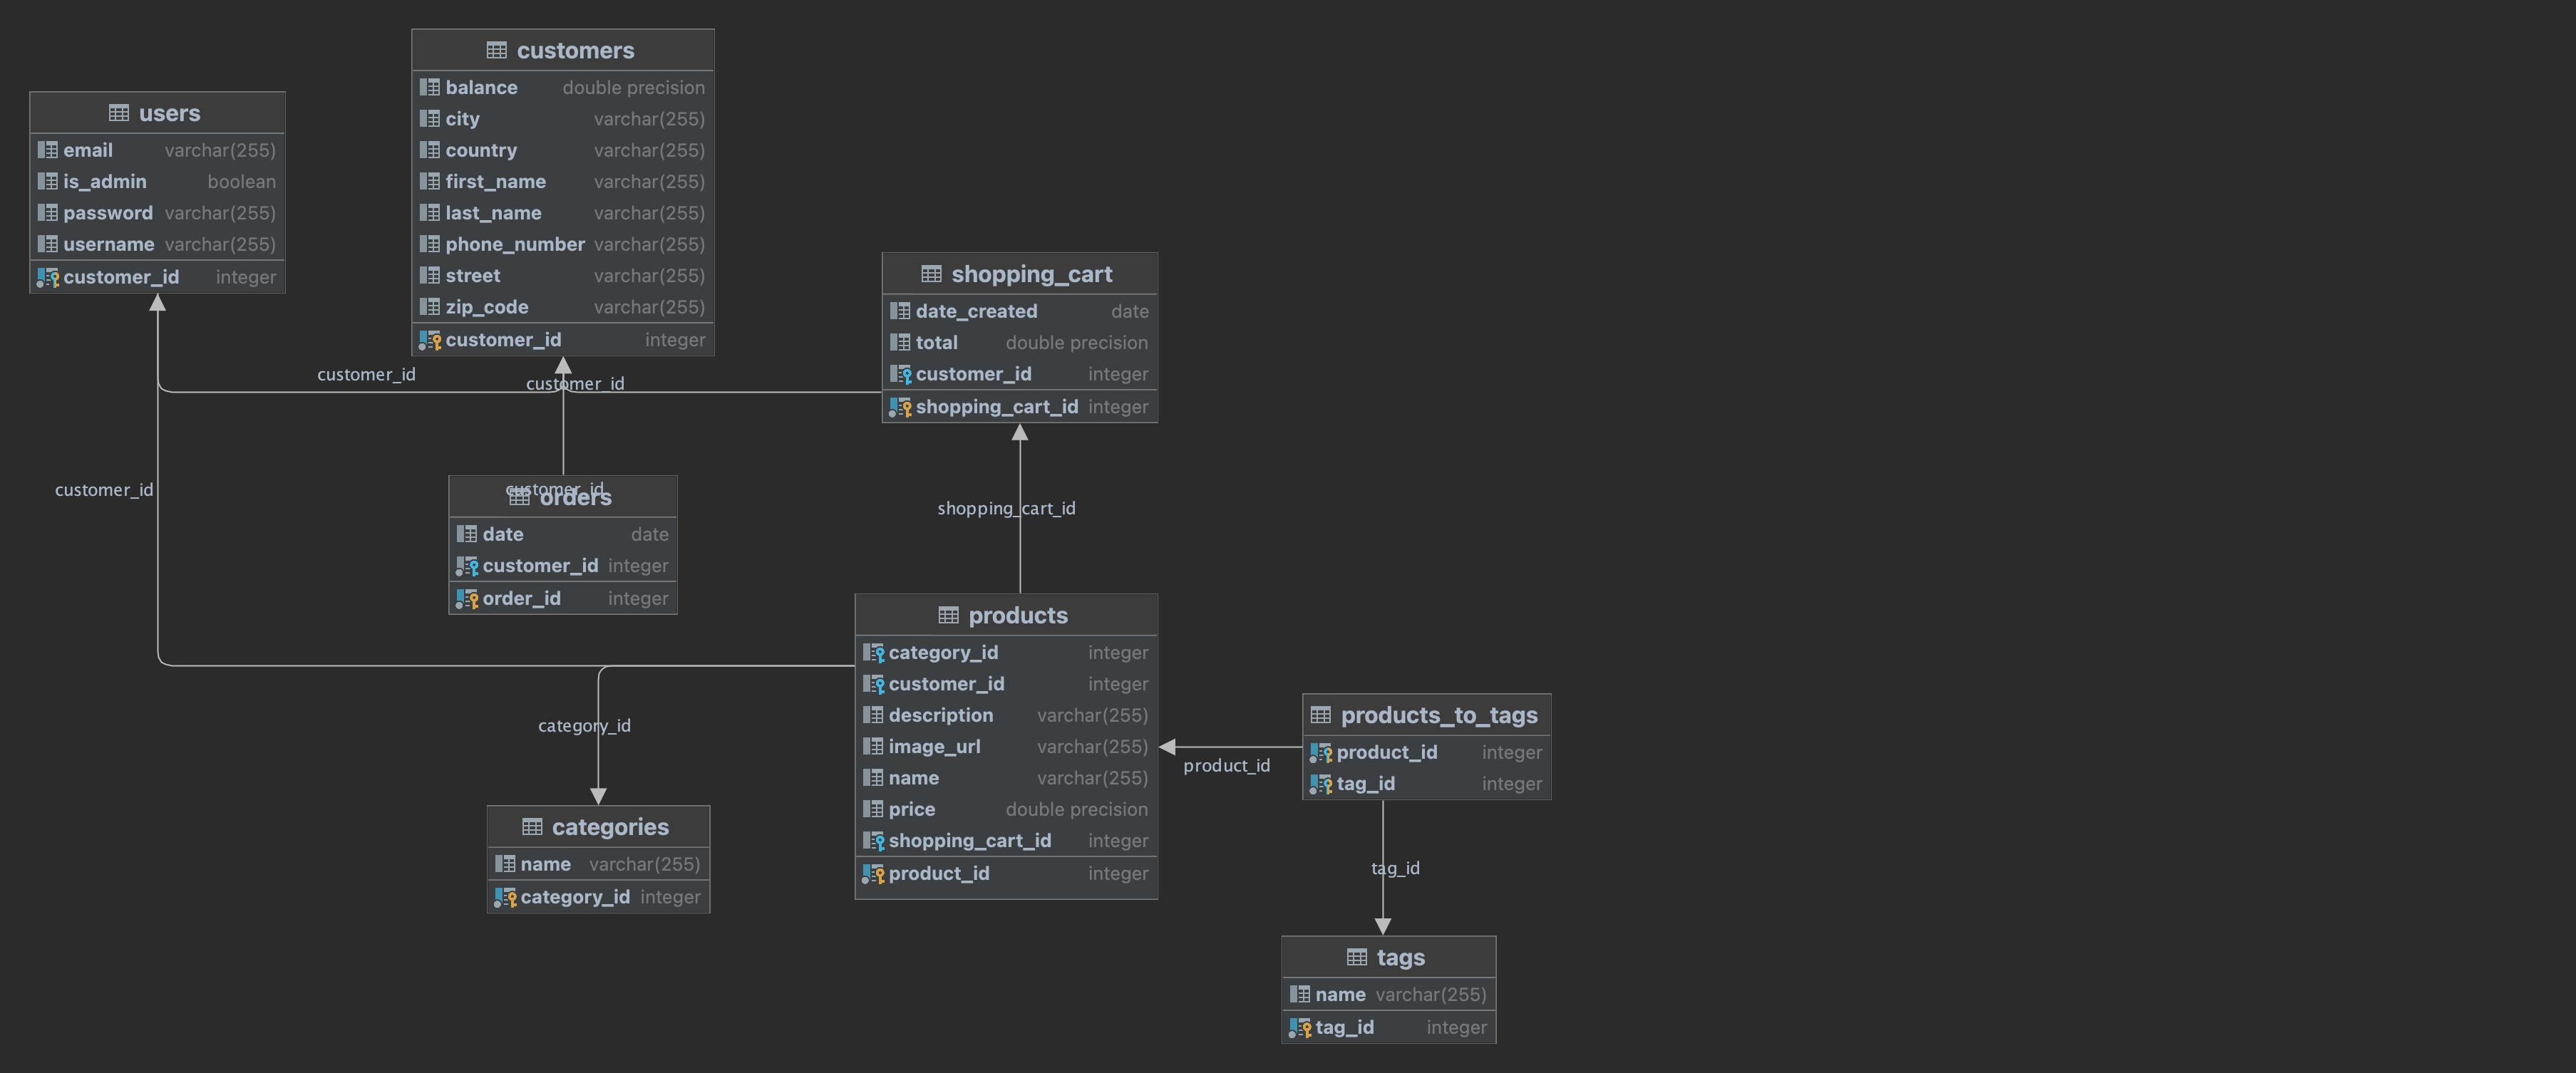 users
email varchar(255)
is_admin boolean
password varchar(255)
username varchar(255)
customer_id integer
customers
balance double precision
city varchar(255)
country varchar(255)
first_name varchar(255)
last_name varchar(255)
phone_number varchar(255)
street varchar(255)
zip_code varchar(255)
customer_id integer
shopping_cart
date_created date
total double precision
customer_id integer
shopping_cart_id integer
customer_id
customer_id
customer_id
customer_id
orders
date date
customer_id integer
order_id integer
shopping_cart_id
products
category_id integer
customer_id integer
description varchar(255)
image_url varchar(255)
name varchar(255)
price double precision
shopping_cart_id integer
product_id integer
category_id
categories
name varchar(255)
category_id integer
product_id
products_to_tags
product_id integer
tag_id integer
tag_id
tags
name varchar(255)
tag_id integer